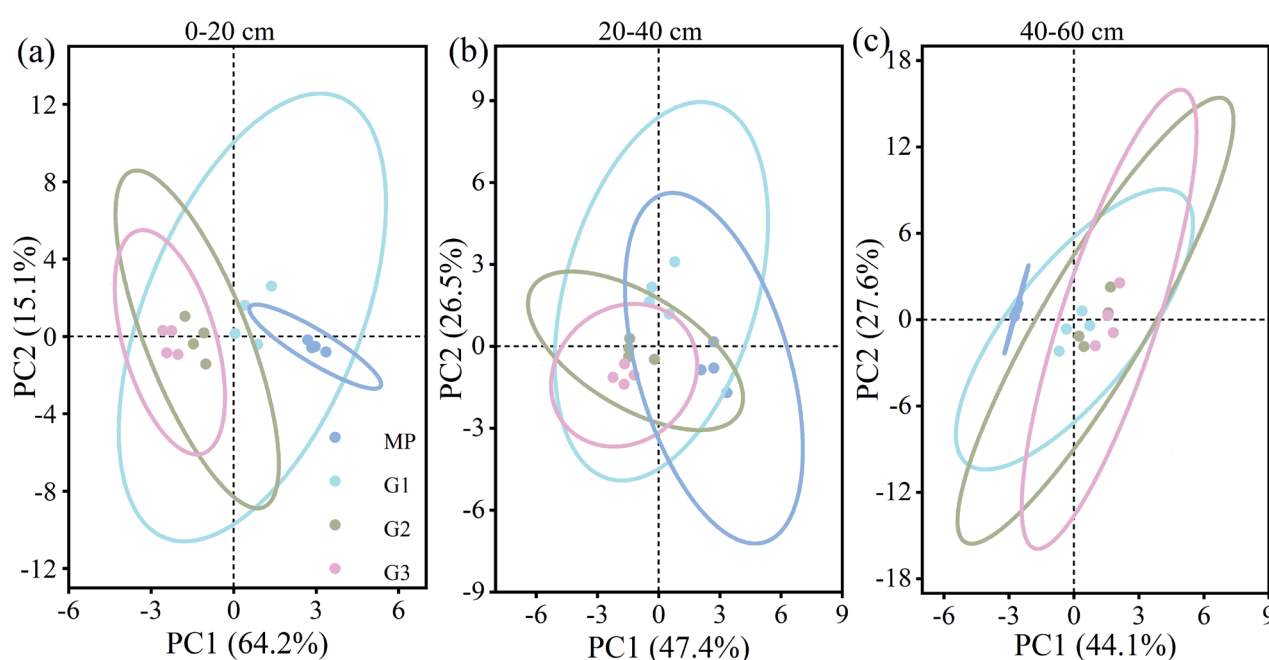 (a)
0-20 cm
12
8
4
0
-4
-8
-12
PC2 (15.1%)
-6
-3
0
3
6
PC1 (64.2%)
MP
G1
G2
G3
(b)
20-40 cm
9
6
3
0
-3
-6
-9
PC2 (26.5%)
-6
-3
0
3
6
9
PC1 (47.4%)
(c)
40-60 cm
18
12
6
0
-6
-12
-18
PC2 (27.6%)
-6
-3
0
3
6
9
PC1 (44.1%)